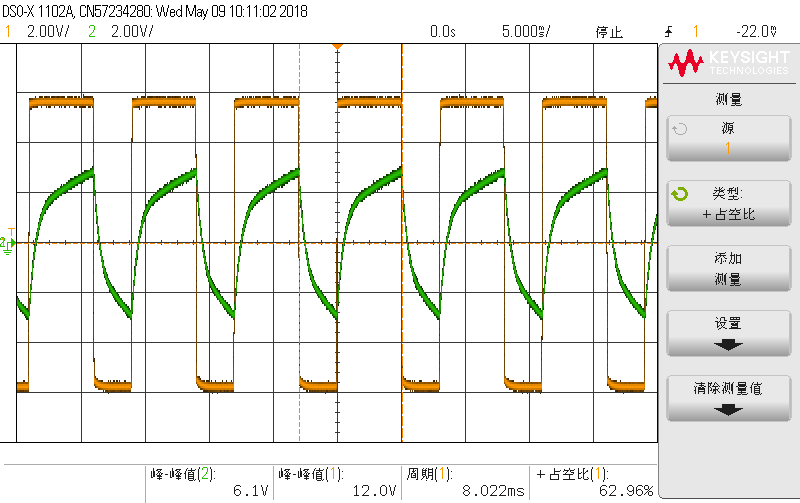 DSO-X 1102A, CN57234280: Wed May 09 10:11:02 2018
1 2.00V/ 2 2.00V/ 0.0s 5.000ms/ 停止 1 -22.0mV
KEYSIGHT
TECHNOLOGIES
测量
源
1
类型:
+占空比
添加
测量
设置
清除测量值
T
2
峰-峰值(2): 峰-峰值(1): 周期(1): +占空比(1):
6.1V 12.0V 8.022ms 62.96%